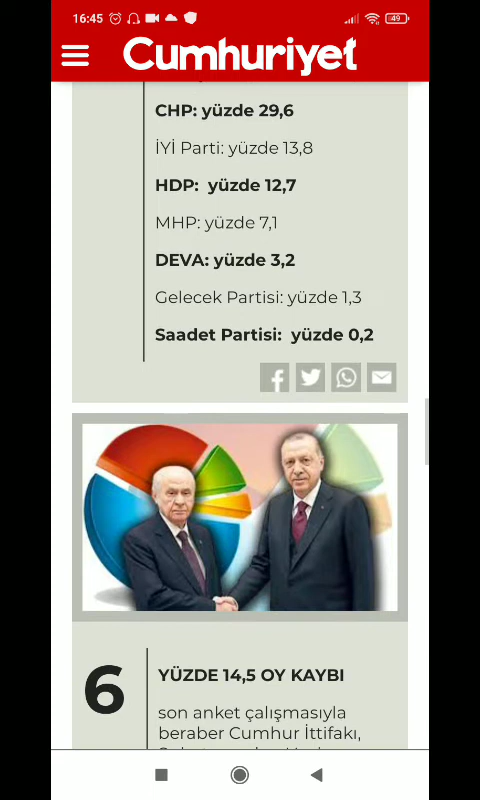 16:45
49
Cumhuriyet
CHP: yüzde 29,6
İYİ Parti: yüzde 13,8
HDP: yüzde 12,7
MHP: yüzde 7,1
DEVA: yüzde 3,2
Gelecek Partisi: yüzde 1,3
Saadet Partisi: yüzde 0,2
6
YÜZDE 14,5 OY KAYBI
son anket çalışmasıyla
beraber Cumhur İttifakı,